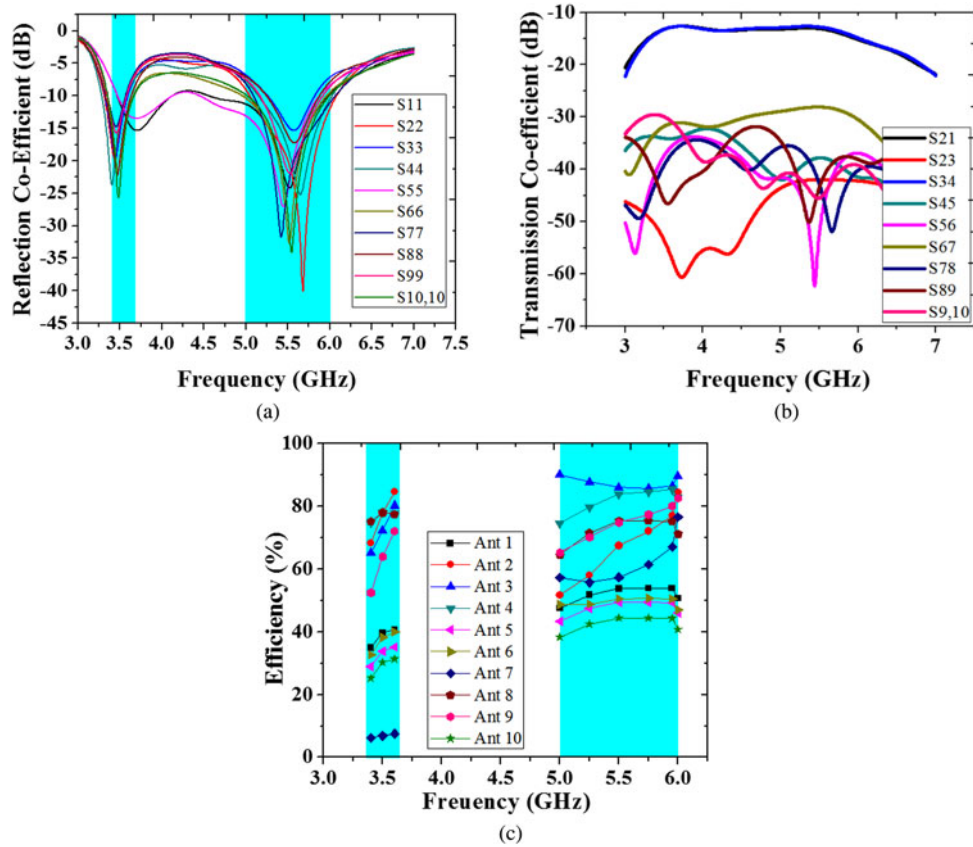 0
-5
-10
-15
-20
-25
-30
-35
-40
-45
3.0 3.5 4.0 4.5 5.0 5.5 6.0 6.5 7.0 7.5
Reflection Co-Efficient (dB)
Frequency (GHz)
S11
S22
S33
S44
S55
S66
S77
S88
S99
S10,10
(a)
-10
-20
-30
-40
-50
-60
-70
3 4 5 6 7
Transmission Co-efficient (dB)
Frequency (GHz)
S21
S23
S34
S45
S56
S67
S78
S89
S9,10
(b)
100
80
60
40
20
0
3.0 3.5 4.0 4.5 5.0 5.5 6.0
Efficiency (%)
Freuency (GHz)
Ant 1
Ant 2
Ant 3
Ant 4
Ant 5
Ant 6
Ant 7
Ant 8
Ant 9
Ant 10
(c)